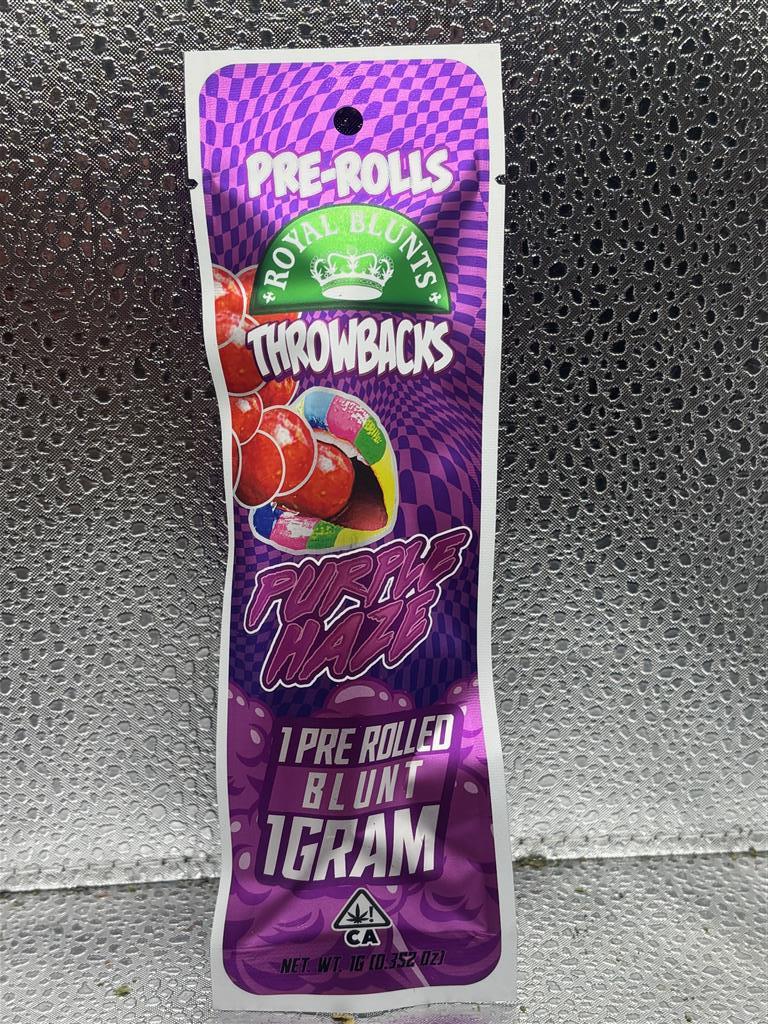 PRE-ROLLS
ROYAL BLUNTS
THROWBACKS
PURPLE
HAZE
1 PRE ROLLED
BLUNT
1GRAM
!
CA
NET. WT. 1G (0.352 Oz)